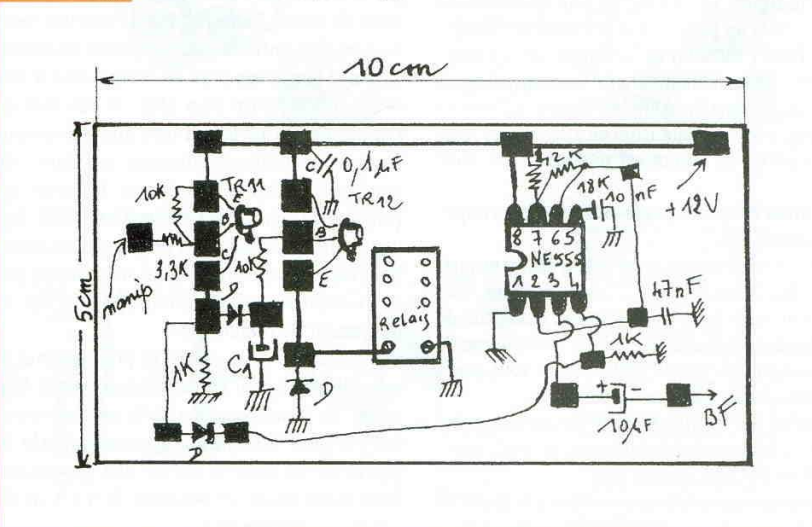 10 cm
5cm
C
0,1µF
10K
TR11
E
B
C
TR12
B
E
manip
3,3K
10K
D
1K
C1
D
D
Relais
2K
18K
10 nF
+12V
8 7 6 5
NE555
1 2 3 4
47nF
1K
+ -
10µF
BF